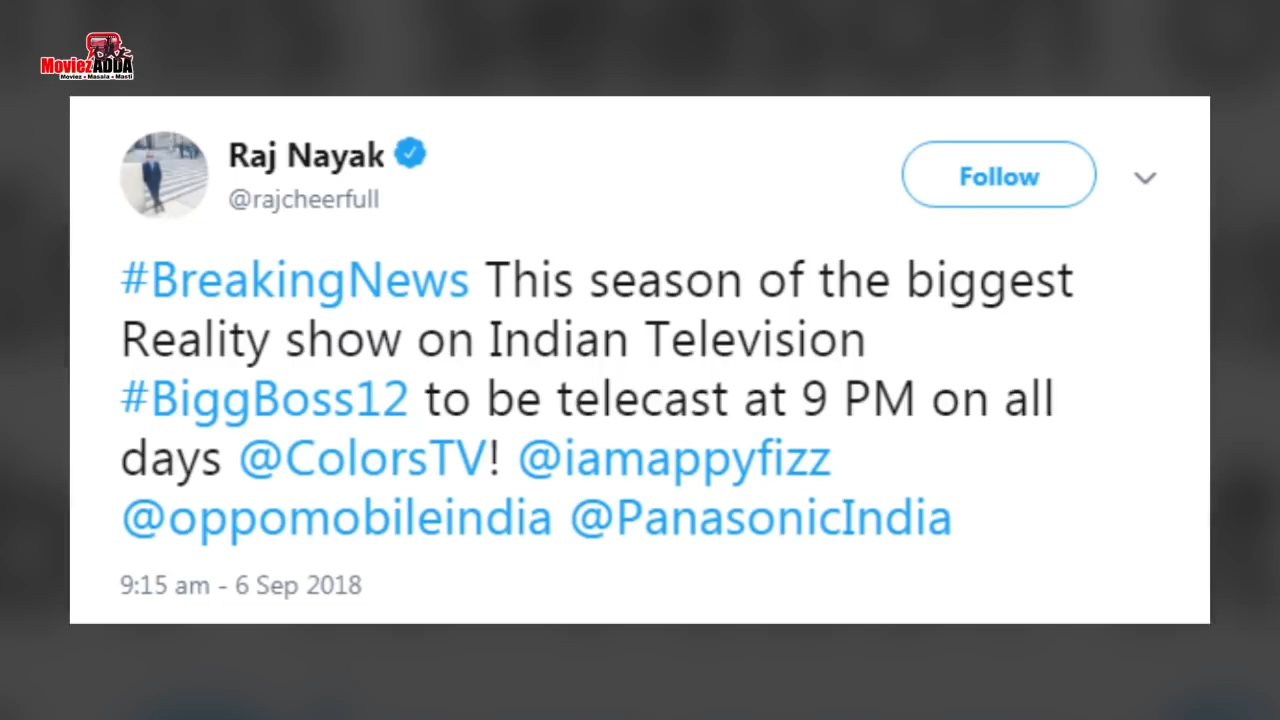 MoviezADDA
Moviez - Masala - Masti
Raj Nayak
@rajcheerfull
Follow
#BreakingNews This season of the biggest
Reality show on Indian Television
#BiggBoss12 to be telecast at 9 PM on all
days @ColorsTV! @iamappyfizz
@oppomobileindia @PanasonicIndia
9:15 am - 6 Sep 2018